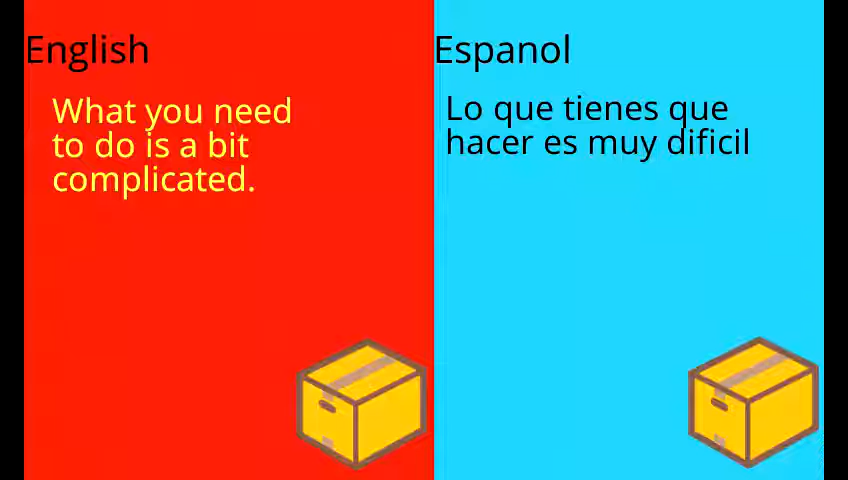 English
What you need
to do is a bit
complicated.
Espanol
Lo que tienes que
hacer es muy dificil